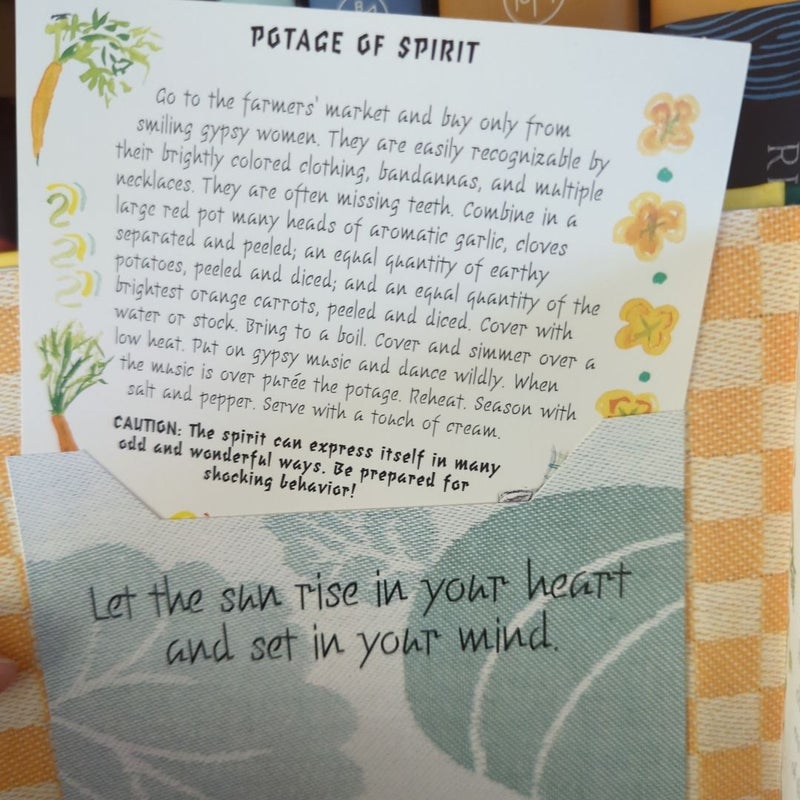 POTAGE OF SPIRIT
Go to the farmers' market and buy only from
smiling gypsy women. They are easily recognizable by
their brightly colored clothing, bandannas, and multiple
necklaces. They are often missing teeth. Combine in a
large red pot many heads of aromatic garlic, cloves
separated and peeled; an equal quantity of earthy
potatoes, peeled and diced; and an equal quantity of the
brightest orange carrots, peeled and diced. Cover with
water or stock. Bring to a boil. Cover and simmer over a
low heat. Put on gypsy music and dance wildly. When
the music is over purée the potage. Reheat. Season with
salt and pepper. Serve with a touch of cream.
CAUTION: The spirit can express itself in many
odd and wonderful ways. Be prepared for
shocking behavior!
Let the sun rise in your heart
and set in your mind.